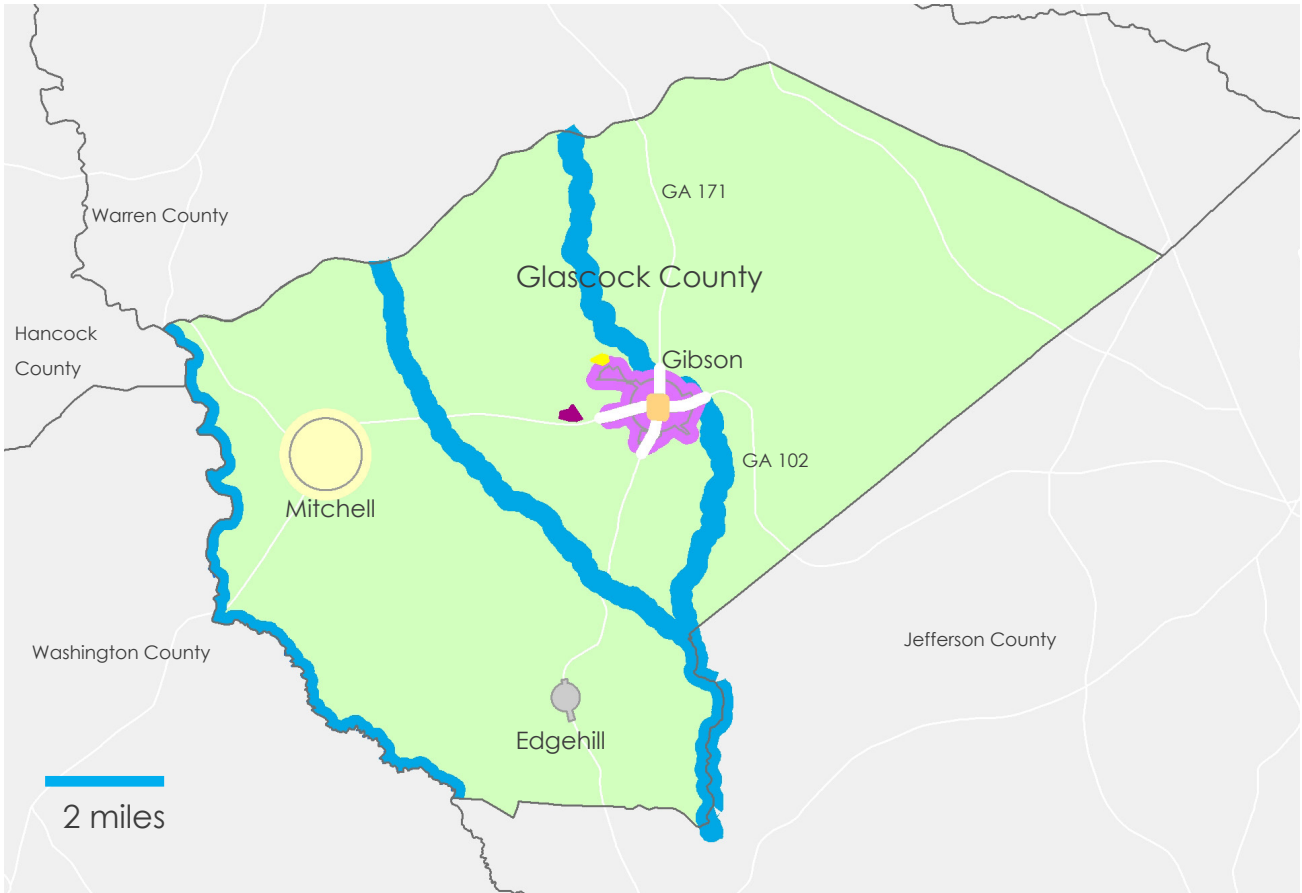 GA 171
Warren County
Glascock County
Hancock
County
Gibson
GA 102
Mitchell
Jefferson County
Washington County
Edgehill
2 miles